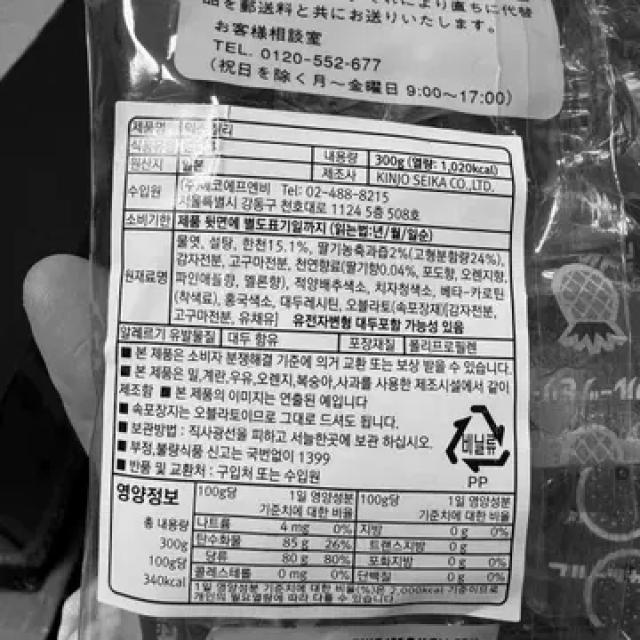 品を郵送料と共にお送りいたします。
お客様相談室
TEL. 0120-552-677
(祝日を除く月〜金曜日 9:00〜17:00)
제품명 믹스젤리
식품유형
내용량 300g (열량: 1,020kcal)
원산지 일본
제조사 KINJO SEIKA CO.,LTD.
수입원 (주)에코에프엔비 Tel: 02-488-8215
서울특별시 강동구 천호대로 1124 5층 508호
소비기한 제품 뒷면에 별도표기일까지 (읽는법:년/월/일순)
원재료명 물엿, 설탕, 한천15.1%, 딸기농축과즙2%(고형분함량24%),
감자전분, 고구마전분, 천연향료(딸기향0.04%, 포도향, 오렌지향,
파인애플향, 멜론향), 적양배추색소, 치자청색소, 베타-카로틴
(착색료), 홍국색소, 대두레시틴, 오블라토(속포장재)[감자전분,
고구마전분, 유채유] 유전자변형 대두포함 가능성 있음
알레르기 유발물질 대두 함유 포장재질 폴리프로필렌
■ 본 제품은 소비자 분쟁해결 기준에 의거 교환 또는 보상 받을 수 있습니다.
■ 본 제품은 밀,계란,우유,오렌지,복숭아,사과를 사용한 제조시설에서 같이
제조함 ■ 본 제품의 이미지는 연출된 예입니다
■ 속포장지는 오블라토이므로 그대로 드셔도 됩니다.
■ 보관방법 : 직사광선을 피하고 서늘한곳에 보관 하십시오.
■ 부정,불량식품 신고는 국번없이 1399
■ 반품 및 교환처 : 구입처 또는 수입원
비닐류
PP
영양정보
총 내용량
300g
100g당
340kcal
100g당 1일 영양성분 기준치에 대한 비율 100g당 1일 영양성분 기준치에 대한 비율
나트륨 4 mg 0% 지방 0 g 0%
탄수화물 85 g 26% 트랜스지방 0 g
당류 80 g 80% 포화지방 0 g 0%
콜레스테롤 0 mg 0% 단백질 0 g 0%
1일 영양성분 기준치에 대한 비율(%)은 2,000kcal 기준이므로
개인의 필요열량에 따라 다를 수 있습니다.